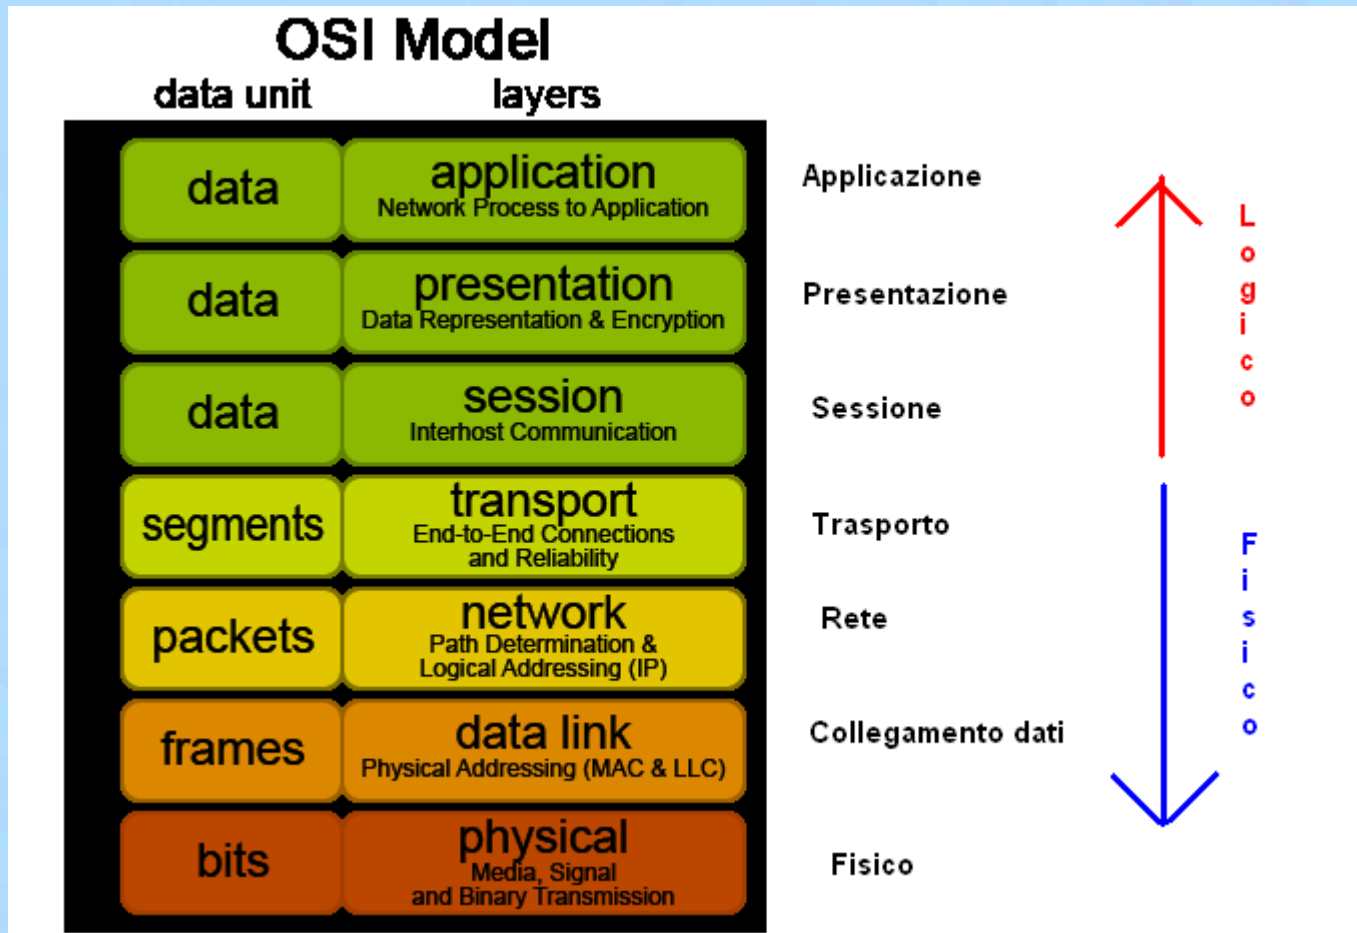 OSI Model
data unit layers
data application Applicazione
Network Process to Application
data presentation Presentazione
Data Representation & Encryption
data session Sessione
Interhost Communication
segments transport Trasporto
End-to-End Connections
and Reliability
packets network Rete
Path Determination &
Logical Addressing (IP)
frames data link Collegamento dati
Physical Addressing (MAC & LLC)
bits physical Fisico
Media, Signal
and Binary Transmission
Logico
Fisico